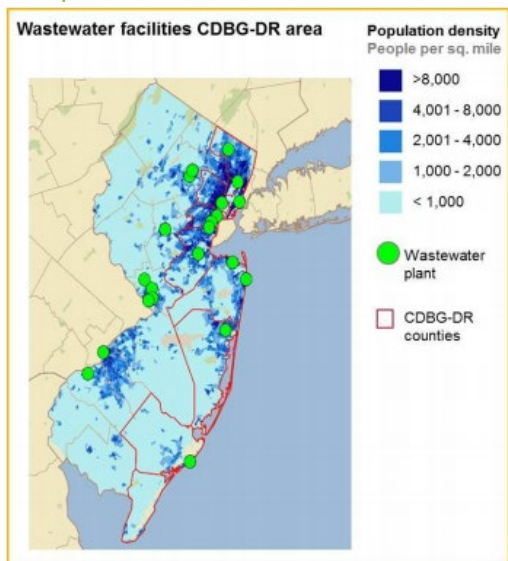 Wastewater facilities CDBG-DR area
Population density
People per sq. mile
>8,000
4,001 - 8,000
2,001 - 4,000
1,000 - 2,000
< 1,000
Wastewater
plant
CDBG-DR
counties